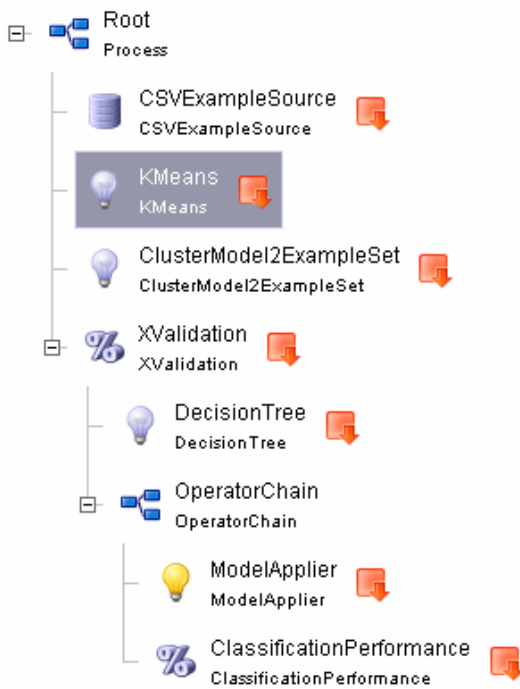 Root
Process
CSVExampleSource
CSVExampleSource
KMeans
KMeans
ClusterModel2ExampleSet
ClusterModel2ExampleSet
XValidation
XValidation
DecisionTree
DecisionTree
OperatorChain
OperatorChain
ModelApplier
ModelApplier
ClassificationPerformance
ClassificationPerformance